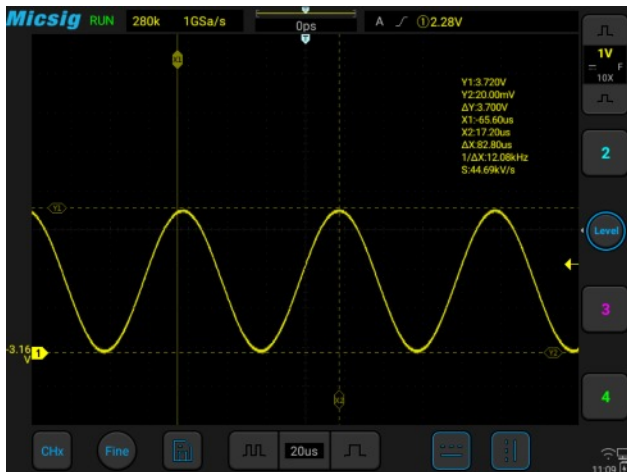 Micsig RUN 280k 1GSa/s 0ps A ①2.28V
T
1V
F
10X
X1
Y1:3.720V
Y2:20.00mV
ΔY:3.700V
X1:-65.60us
X2:17.20us
ΔX:82.80us
1/ΔX:12.08kHz
S:44.69kV/s
2
Y1
Level
3
-3.16
V
1
Y2
X2
4
CHx Fine 20us
11:09